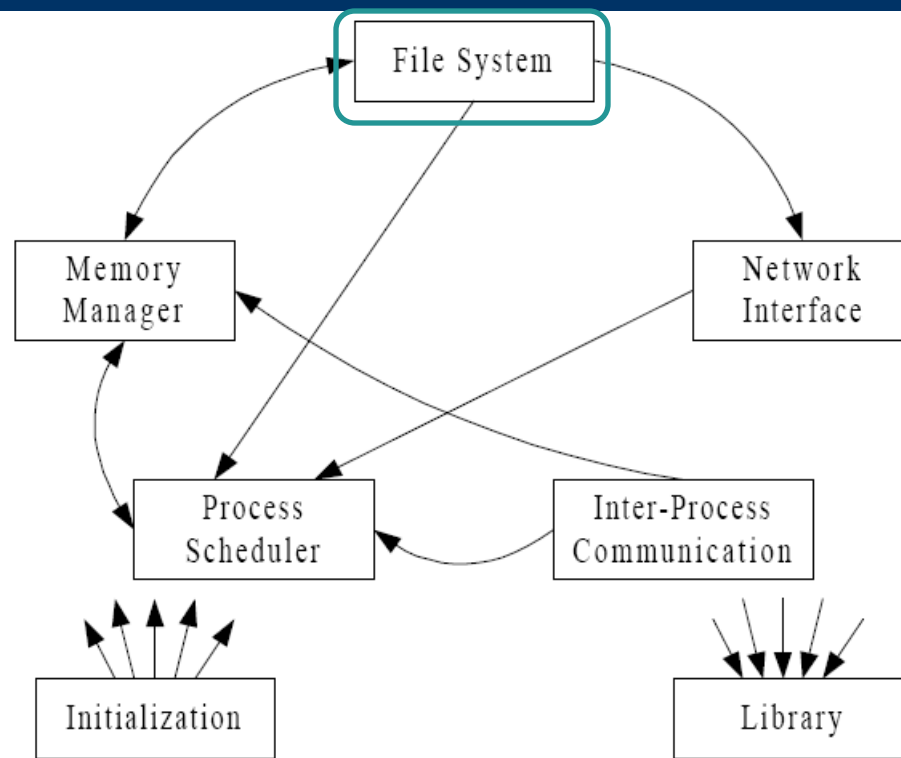 File System
Memory
Manager
Network
Interface
Process
Scheduler
Inter-Process
Communication
Initialization
Library